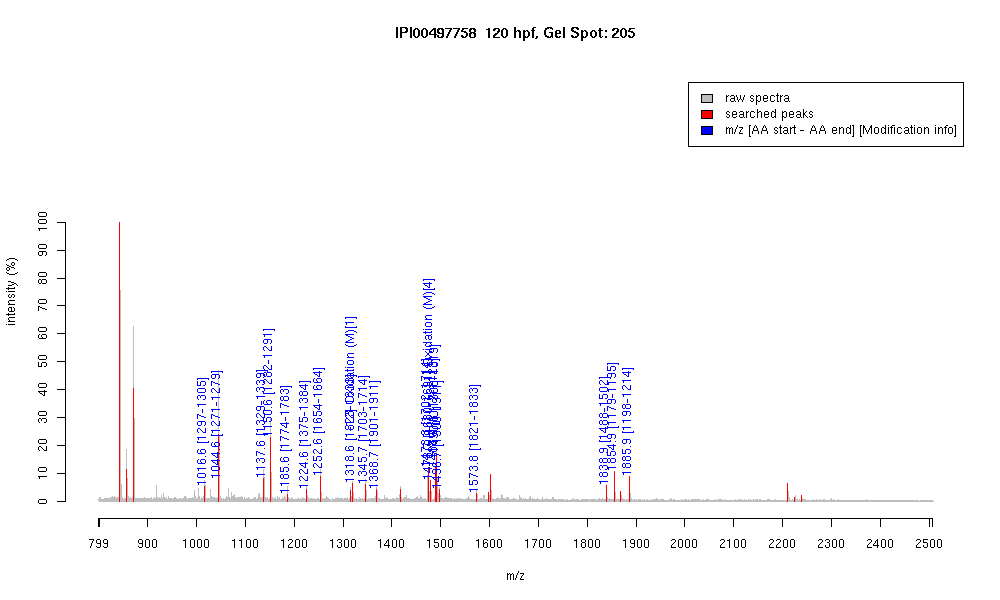 IPI00497758 120 hpf, Gel Spot: 205
raw spectra
searched peaks
m/z [AA start - AA end] [Modification info]
intensity (%)
100
90
80
70
60
50
40
30
20
10
0
1016.6 [1297-1305]
1044.6 [1271-1279]
1137.6 [1329-1339]
1150.6 [1282-1291]
1185.6 [1774-1783]
1224.6 [1375-1384]
1252.6 [1654-1664]
1318.6
Oxidation (M)[1]
1345.7 [1703-1714]
1368.7 [1901-1911]
Oxidation (M)[4]
1573.8 [1821-1833]
1838.9 [1488-1502]
1854.9 [1179-1195]
1885.9 [1198-1214]
799 900 1000 1100 1200 1300 1400 1500 1600 1700 1800 1900 2000 2100 2200 2300 2400 2500
m/z